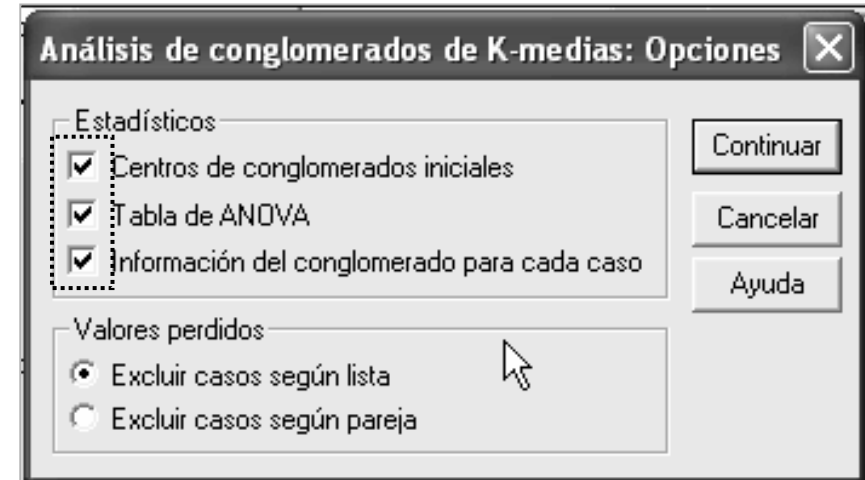 Análisis de conglomerados de K-medias: Opciones
Estadísticos
Centros de conglomerados iniciales
Tabla de ANOVA
Información del conglomerado para cada caso
Valores perdidos
Excluir casos según lista
Excluir casos según pareja
Continuar
Cancelar
Ayuda